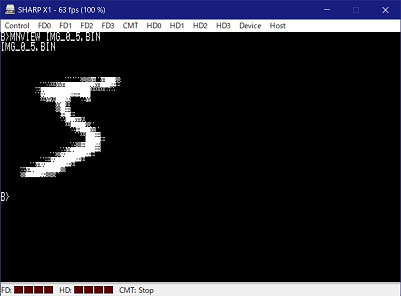 SHARP X1 - 63 fps (100 %)
Control FD0 FD1 FD2 FD3 CMT HD0 HD1 HD2 HD3 Device Host
B>MNVIEW IMG_0_5.BIN
IMG_0_5.BIN
5
B>
FD: HD: CMT: Stop